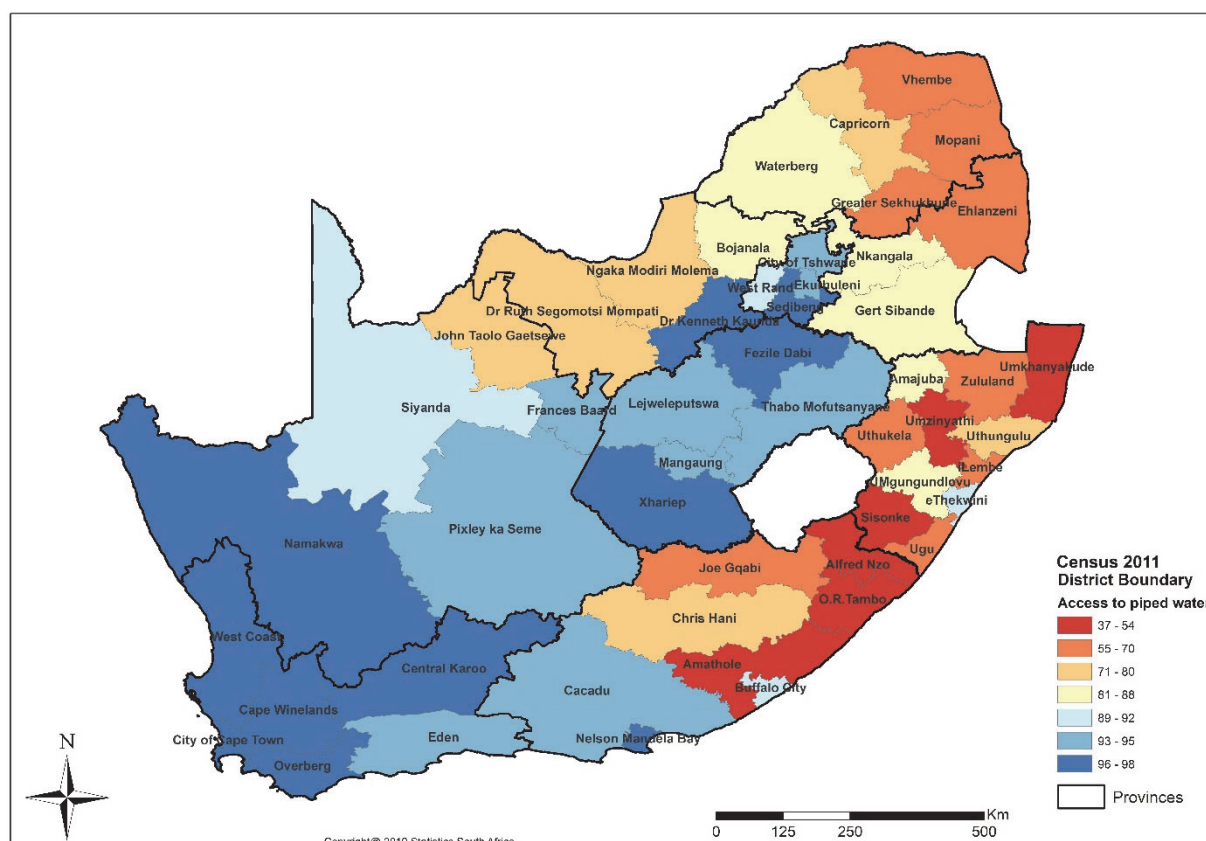 Vhembe
Capricorn
Mopani
Waterberg
Greater Sekhukhune
Ehlanzeni
Bojanala
City of Tshwane
Nkangala
Ngaka Modiri Molema
West Rand
Ekurhuleni
Sedibeng
Gert Sibande
Dr Ruth Segomotsi Mompati
Dr Kenneth Kaunda
John Taolo Gaetsewe
Fezile Dabi
Umkhanyakude
Amajuba
Zululand
Siyanda
Frances Baard
Lejweleputswa
Thabo Mofutsanyane
Umzinyathi
Uthukela
Uthungulu
Mangaung
iLembe
UMgungundlovu
eThekwini
Xhariep
Sisonke
Pixley ka Seme
Namakwa
Ugu
Joe Gqabi
Alfred Nzo
O.R.Tambo
Chris Hani
West Coast
Central Karoo
Amathole
Buffalo City
Cacadu
Cape Winelands
City of Cape Town
Eden
Nelson Mandela Bay
Overberg
N
Census 2011
District Boundary
Access to piped water
37 - 54
55 - 70
71 - 80
81 - 88
89 - 92
93 - 95
96 - 98
Provinces
Km
0 125 250 500